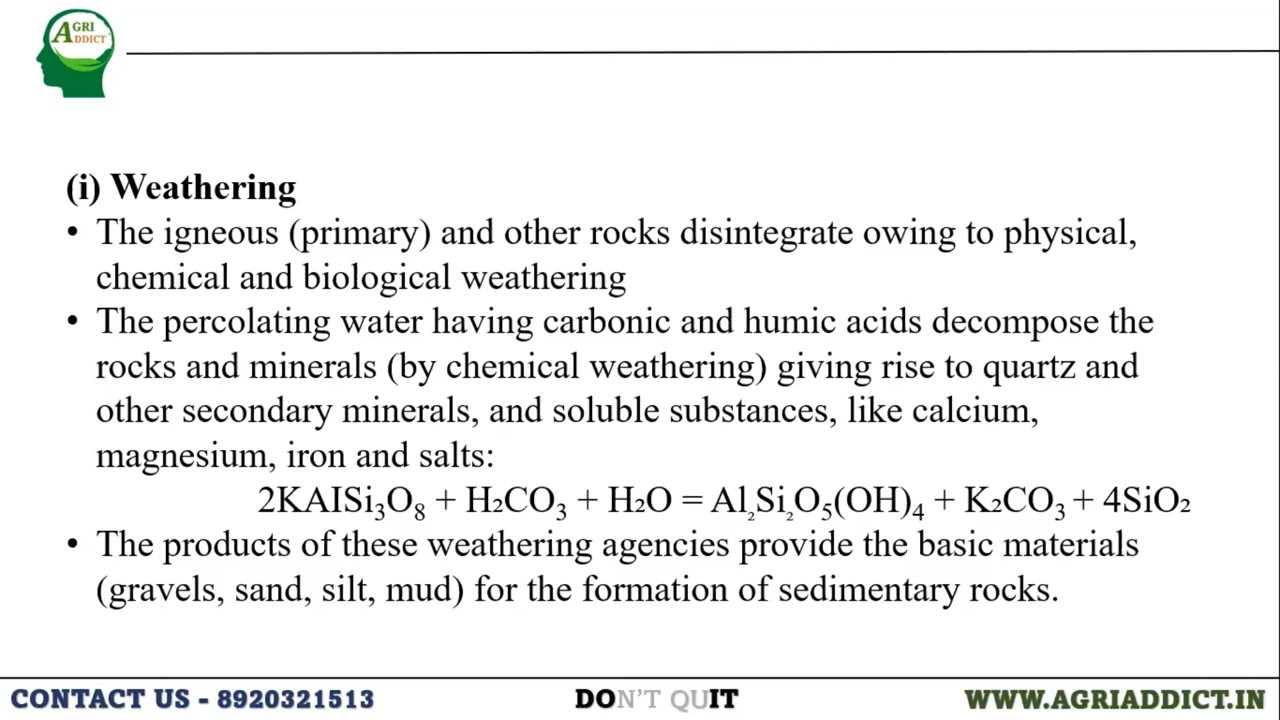 AGRI
ADDICT
(i) Weathering
• The igneous (primary) and other rocks disintegrate owing to physical,
chemical and biological weathering
• The percolating water having carbonic and humic acids decompose the
rocks and minerals (by chemical weathering) giving rise to quartz and
other secondary minerals, and soluble substances, like calcium,
magnesium, iron and salts:
2KAISi₃O₈ + H₂CO₃ + H₂O = Al₂Si₂O₅(OH)₄ + K₂CO₃ + 4SiO₂
• The products of these weathering agencies provide the basic materials
(gravels, sand, silt, mud) for the formation of sedimentary rocks.
CONTACT US - 8920321513
DON'T QUIT
WWW.AGRIADDICT.IN